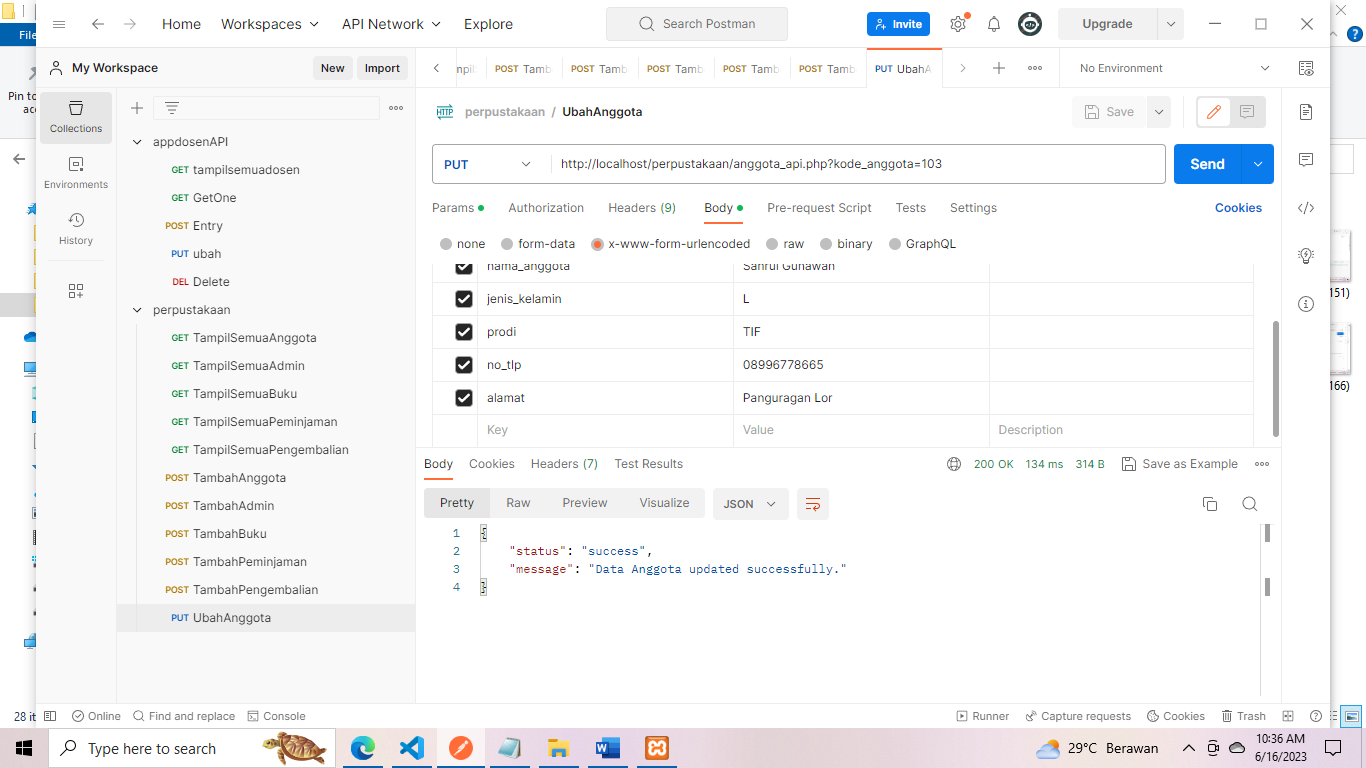 File
Home Workspaces API Network Explore Search Postman Invite Upgrade
Pin to
My Workspace New Import
POST Tamb POST Tamb POST Tamb POST Tamb POST Tamb PUT UbahA No Environment
Collections
Environments
History
appdosenAPI
GET tampilsemuadosen
GET GetOne
POST Entry
PUT ubah
DEL Delete
perpustakaan
GET TampilSemuaAnggota
GET TampilSemuaAdmin
GET TampilSemuaBuku
GET TampilSemuaPeminjaman
GET TampilSemuaPengembalian
POST TambahAnggota
POST TambahAdmin
POST TambahBuku
POST TambahPeminjaman
POST TambahPengembalian
PUT UbahAnggota
HTTP perpustakaan / UbahAnggota Save
PUT http://localhost/perpustakaan/anggota_api.php?kode_anggota=103 Send
Params Authorization Headers (9) Body Pre-request Script Tests Settings Cookies
none form-data x-www-form-urlencoded raw binary GraphQL
nama_anggota Sahrul Gunawan
jenis_kelamin L
prodi TIF
no_tlp 08996778665
alamat Panguragan Lor
Key Value Description
Body Cookies Headers (7) Test Results 200 OK 134 ms 314 B Save as Example
Pretty Raw Preview Visualize JSON
1 {
2 "status": "success",
3 "message": "Data Anggota updated successfully."
4 }
151)
166)
28 it
Online Find and replace Console Runner Capture requests Cookies Trash
Type here to search 29°C Berawan 10:36 AM
6/16/2023